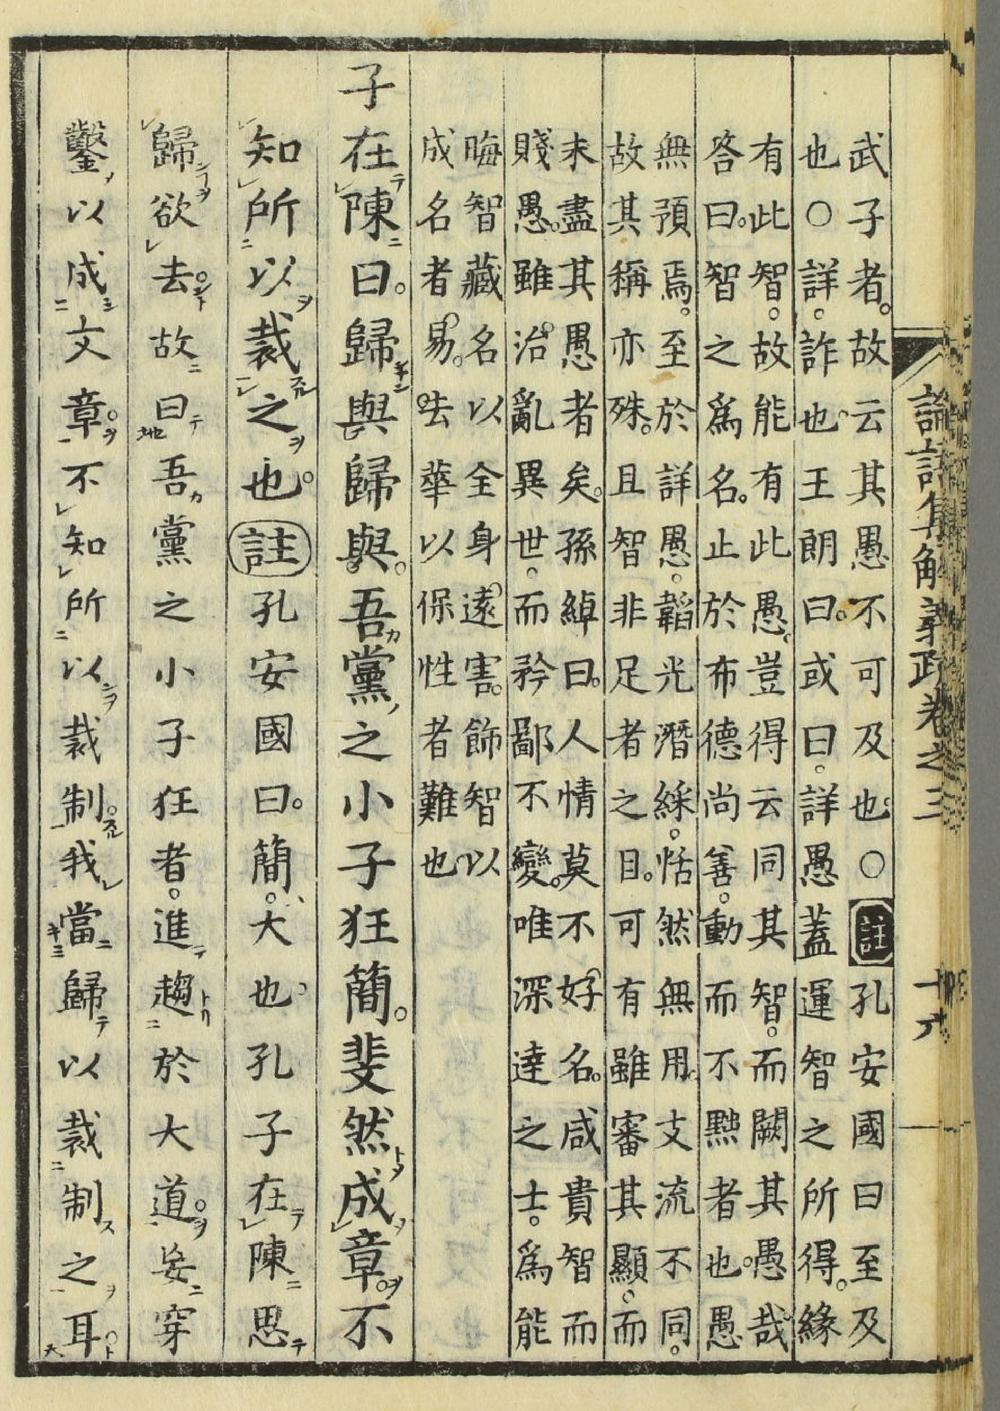 論語集解義疏卷之三
十六
武子者。故云其愚不可及也○註孔安國曰至及
也○詳。詐也。王朗曰。或曰。詳愚蓋運智之所得。緣
有此智。故能有此愚。豈得云同其智。而闕其愚哉
答曰。智之爲名。止於布德尚善。動而不黙者也。愚
無預焉。至於詳愚。韜光潛綵。恬然無用。支流不同。
故其稱亦殊。且智非足者之目。可有雖審其顯。而
未盡其愚者矣。孫綽曰。人情莫不好名。咸貴智而
賤愚。雖治亂異世。而矜鄙不變。唯深達之士。爲能
晦智藏名以全身遠害。飾智以
成名者易。去華以保性者難也
子在陳曰。歸與歸與。吾黨之小子狂簡。斐然成章。不
知所以裁之也。註孔安國曰。簡。大也。孔子在陳思
歸欲去故曰吾黨之小子狂者。進趨於大道妄穿
鑿以成文章不知所以裁制我當歸以裁制之耳